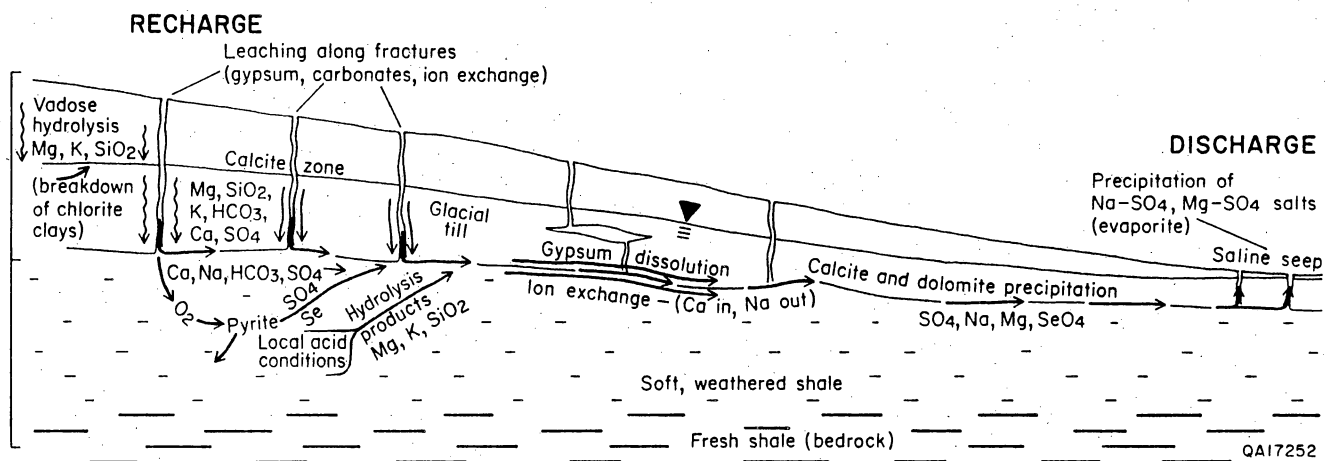 RECHARGE
Leaching along fractures
(gypsum, carbonates, ion exchange)
Vadose
hydrolysis
Mg, K, SiO2
(breakdown
of chlorite
clays)
Calcite zone
Mg, SiO2,
K, HCO3,
Ca, SO4
Glacial
till
Ca, Na, HCO3, SO4
O2
Pyrite
SO4
Se
Local acid
conditions
Hydrolysis
products
Mg, K, SiO2
Gypsum dissolution
Ion exchange – (Ca in, Na out)
Calcite and dolomite precipitation
SO4, Na, Mg, SeO4
DISCHARGE
Precipitation of
Na–SO4, Mg–SO4 salts
(evaporite)
Saline seep
Soft, weathered shale
Fresh shale (bedrock)
QA17252